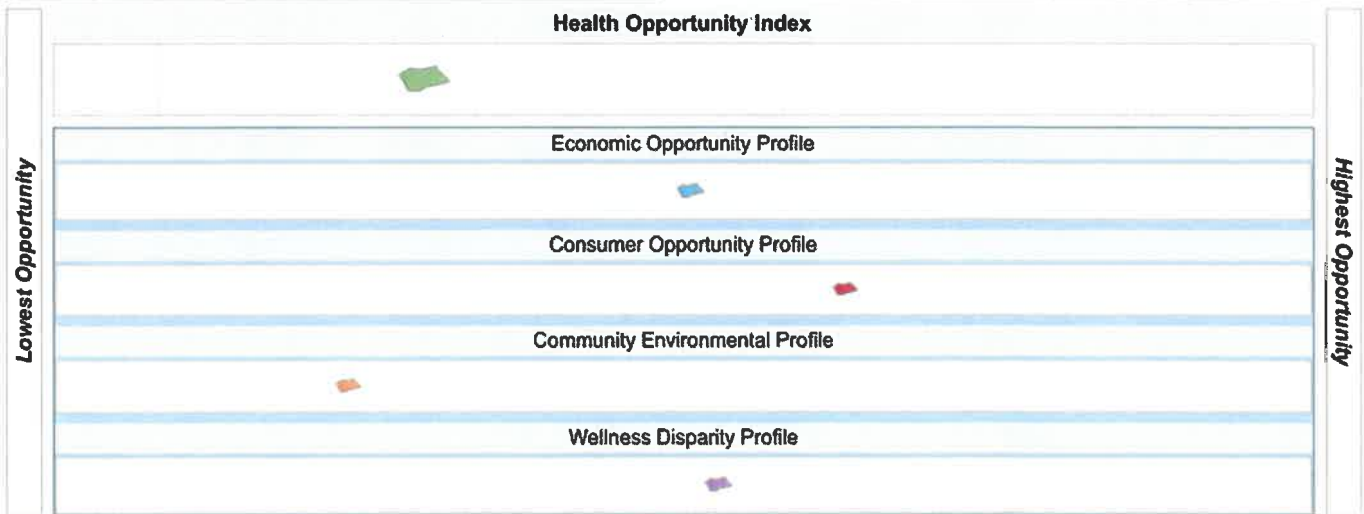 Health Opportunity Index
Lowest Opportunity
Economic Opportunity Profile
Consumer Opportunity Profile
Community Environmental Profile
Wellness Disparity Profile
Highest Opportunity